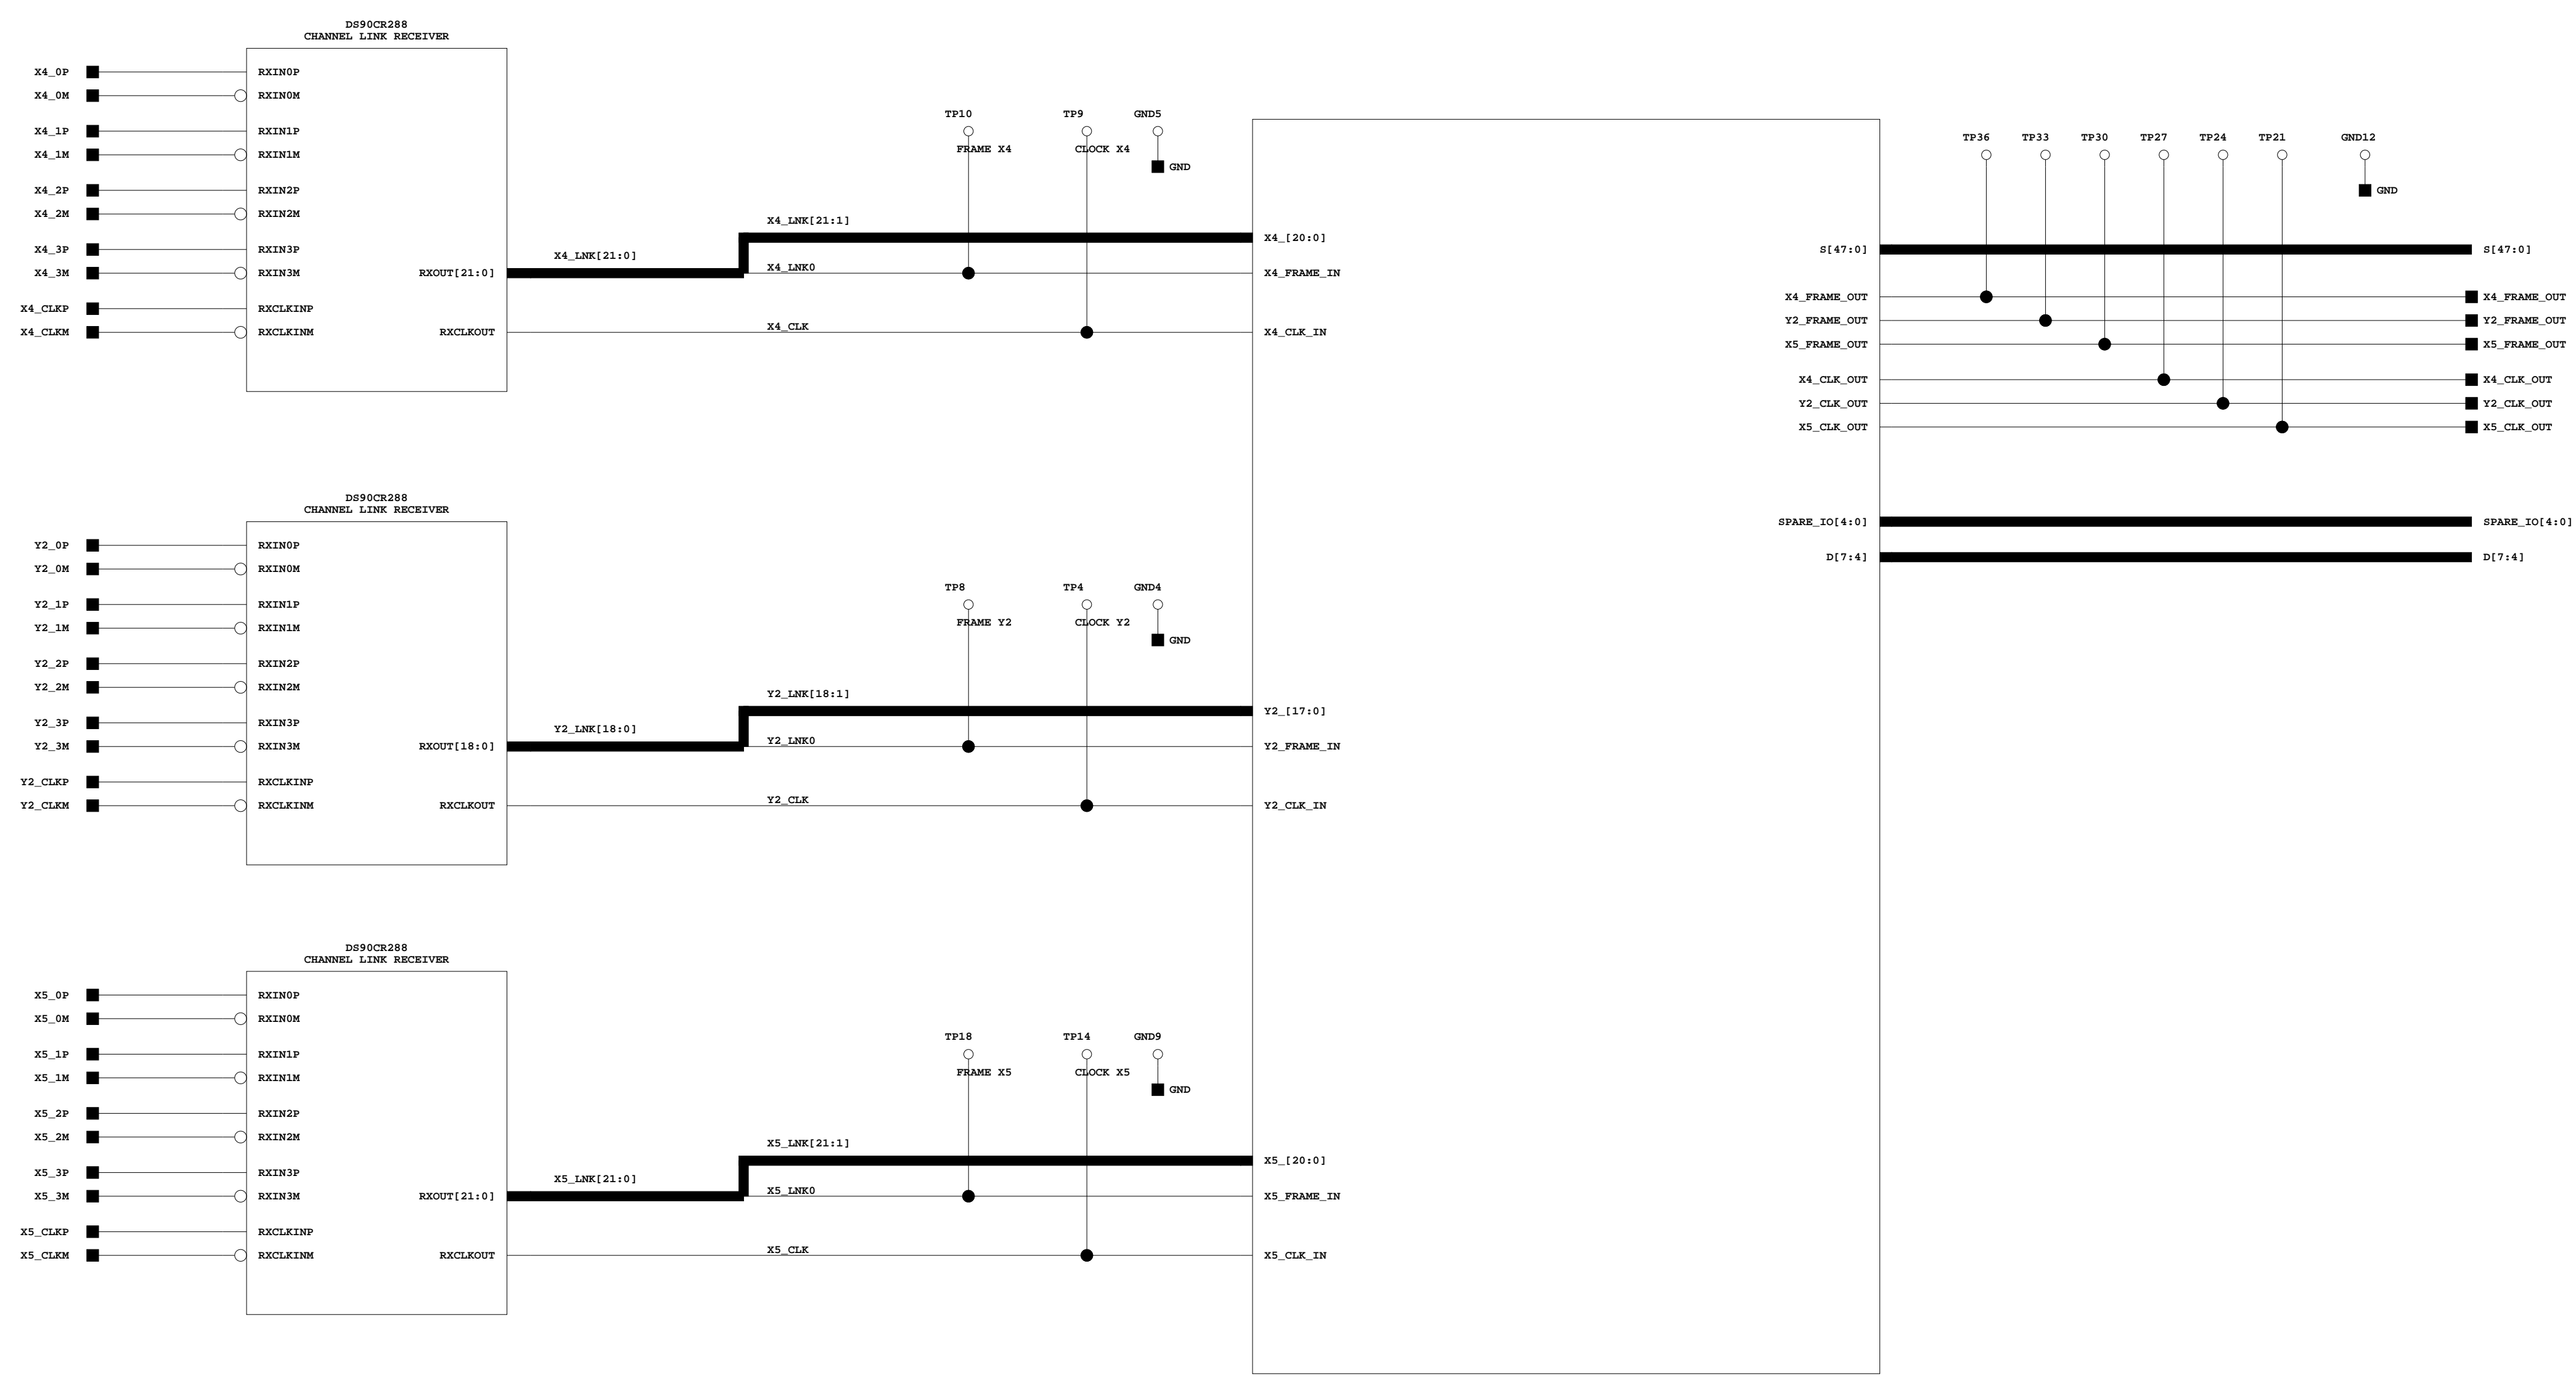 DS90CR288
CHANNEL LINK RECEIVER
X4_0P RXIN0P
X4_0M RXIN0M
X4_1P RXIN1P
X4_1M RXIN1M
X4_2P RXIN2P
X4_2M RXIN2M
X4_3P RXIN3P
X4_3M RXIN3M RXOUT[21:0]
X4_CLKP RXCLKINP
X4_CLKM RXCLKINM RXCLKOUT
X4_LNK[21:0]
X4_LNK[21:1]
X4_LNK0
X4_CLK
TP10 TP9 GND5
FRAME X4 CLOCK X4
GND
X4_[20:0]
X4_FRAME_IN
X4_CLK_IN
DS90CR288
CHANNEL LINK RECEIVER
Y2_0P RXIN0P
Y2_0M RXIN0M
Y2_1P RXIN1P
Y2_1M RXIN1M
Y2_2P RXIN2P
Y2_2M RXIN2M
Y2_3P RXIN3P
Y2_3M RXIN3M RXOUT[18:0]
Y2_CLKP RXCLKINP
Y2_CLKM RXCLKINM RXCLKOUT
Y2_LNK[18:0]
Y2_LNK[18:1]
Y2_LNK0
Y2_CLK
TP8 TP4 GND4
FRAME Y2 CLOCK Y2
GND
Y2_[17:0]
Y2_FRAME_IN
Y2_CLK_IN
DS90CR288
CHANNEL LINK RECEIVER
X5_0P RXIN0P
X5_0M RXIN0M
X5_1P RXIN1P
X5_1M RXIN1M
X5_2P RXIN2P
X5_2M RXIN2M
X5_3P RXIN3P
X5_3M RXIN3M RXOUT[21:0]
X5_CLKP RXCLKINP
X5_CLKM RXCLKINM RXCLKOUT
X5_LNK[21:0]
X5_LNK[21:1]
X5_LNK0
X5_CLK
TP18 TP14 GND9
FRAME X5 CLOCK X5
GND
X5_[20:0]
X5_FRAME_IN
X5_CLK_IN
TP36 TP33 TP30 TP27 TP24 TP21 GND12
GND
S[47:0] S[47:0]
X4_FRAME_OUT X4_FRAME_OUT
Y2_FRAME_OUT Y2_FRAME_OUT
X5_FRAME_OUT X5_FRAME_OUT
X4_CLK_OUT X4_CLK_OUT
Y2_CLK_OUT Y2_CLK_OUT
X5_CLK_OUT X5_CLK_OUT
SPARE_IO[4:0] SPARE_IO[4:0]
D[7:4] D[7:4]